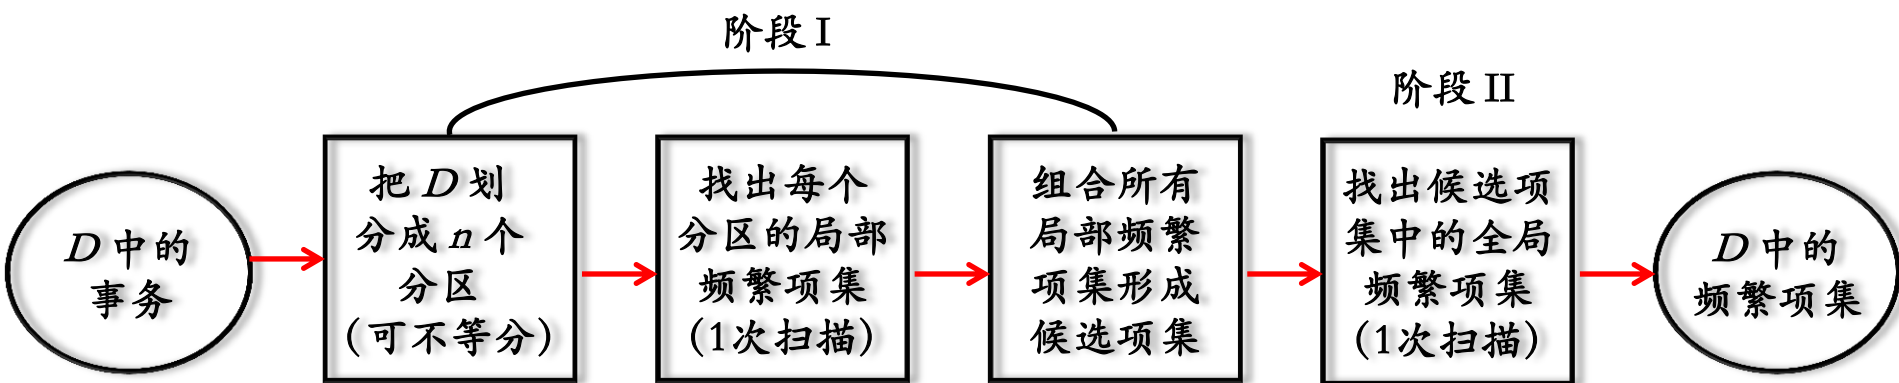 阶段Ⅰ
阶段Ⅱ
D中的
事务
把D划
分成n个
分区
(可不等分)
找出每个
分区的局部
频繁项集
(1次扫描)
组合所有
局部频繁
项集形成
候选项集
找出候选项
集中的全局
频繁项集
(1次扫描)
D中的
频繁项集